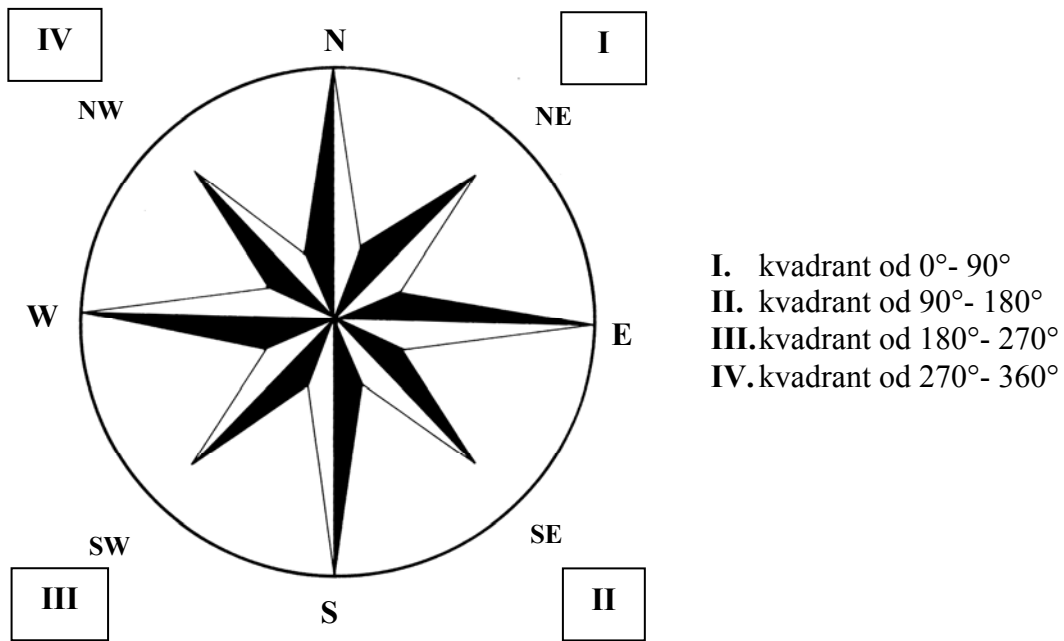 IV
N
I
NW
NE
I. kvadrant od 0°- 90°
II. kvadrant od 90°- 180°
W
E
III. kvadrant od 180°- 270°
IV. kvadrant od 270°- 360°
SW
SE
III
S
II